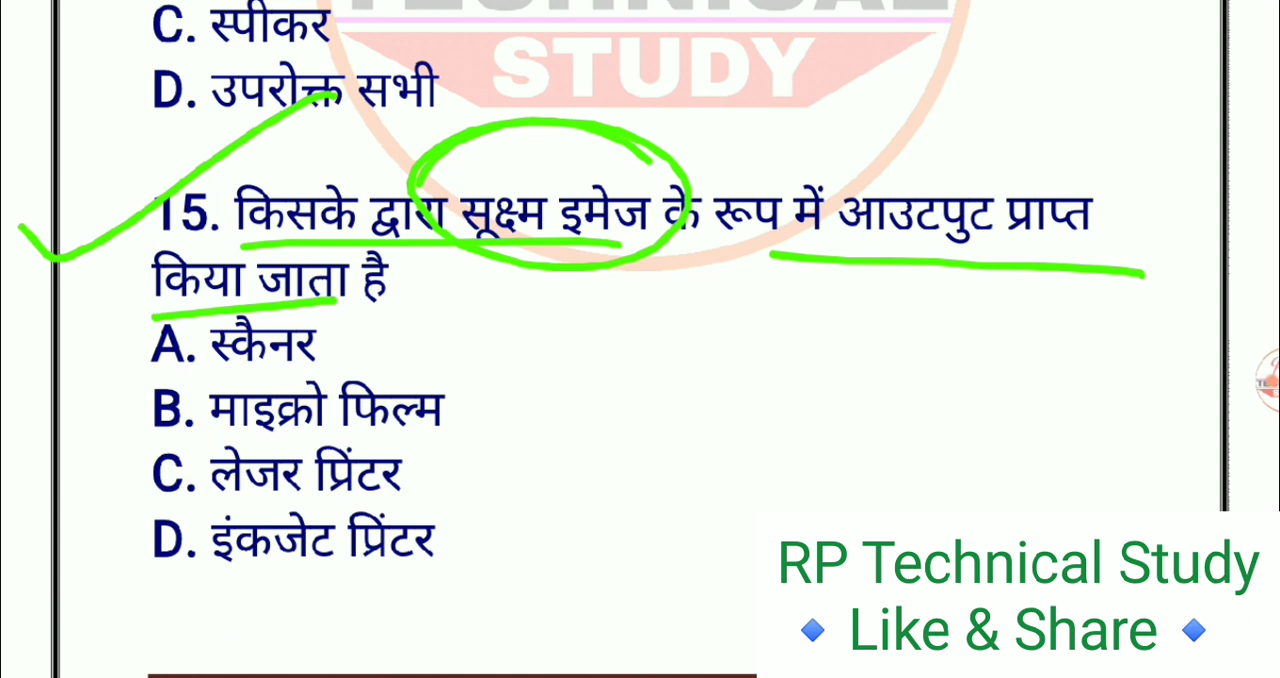 TECHNICAL
STUDY
C. स्पीकर
D. उपरोक्त सभी
15. किसके द्वारा सूक्ष्म इमेज के रूप में आउटपुट प्राप्त
किया जाता है
A. स्कैनर
B. माइक्रो फिल्म
C. लेजर प्रिंटर
D. इंकजेट प्रिंटर
RP Technical Study
🔹 Like & Share 🔹